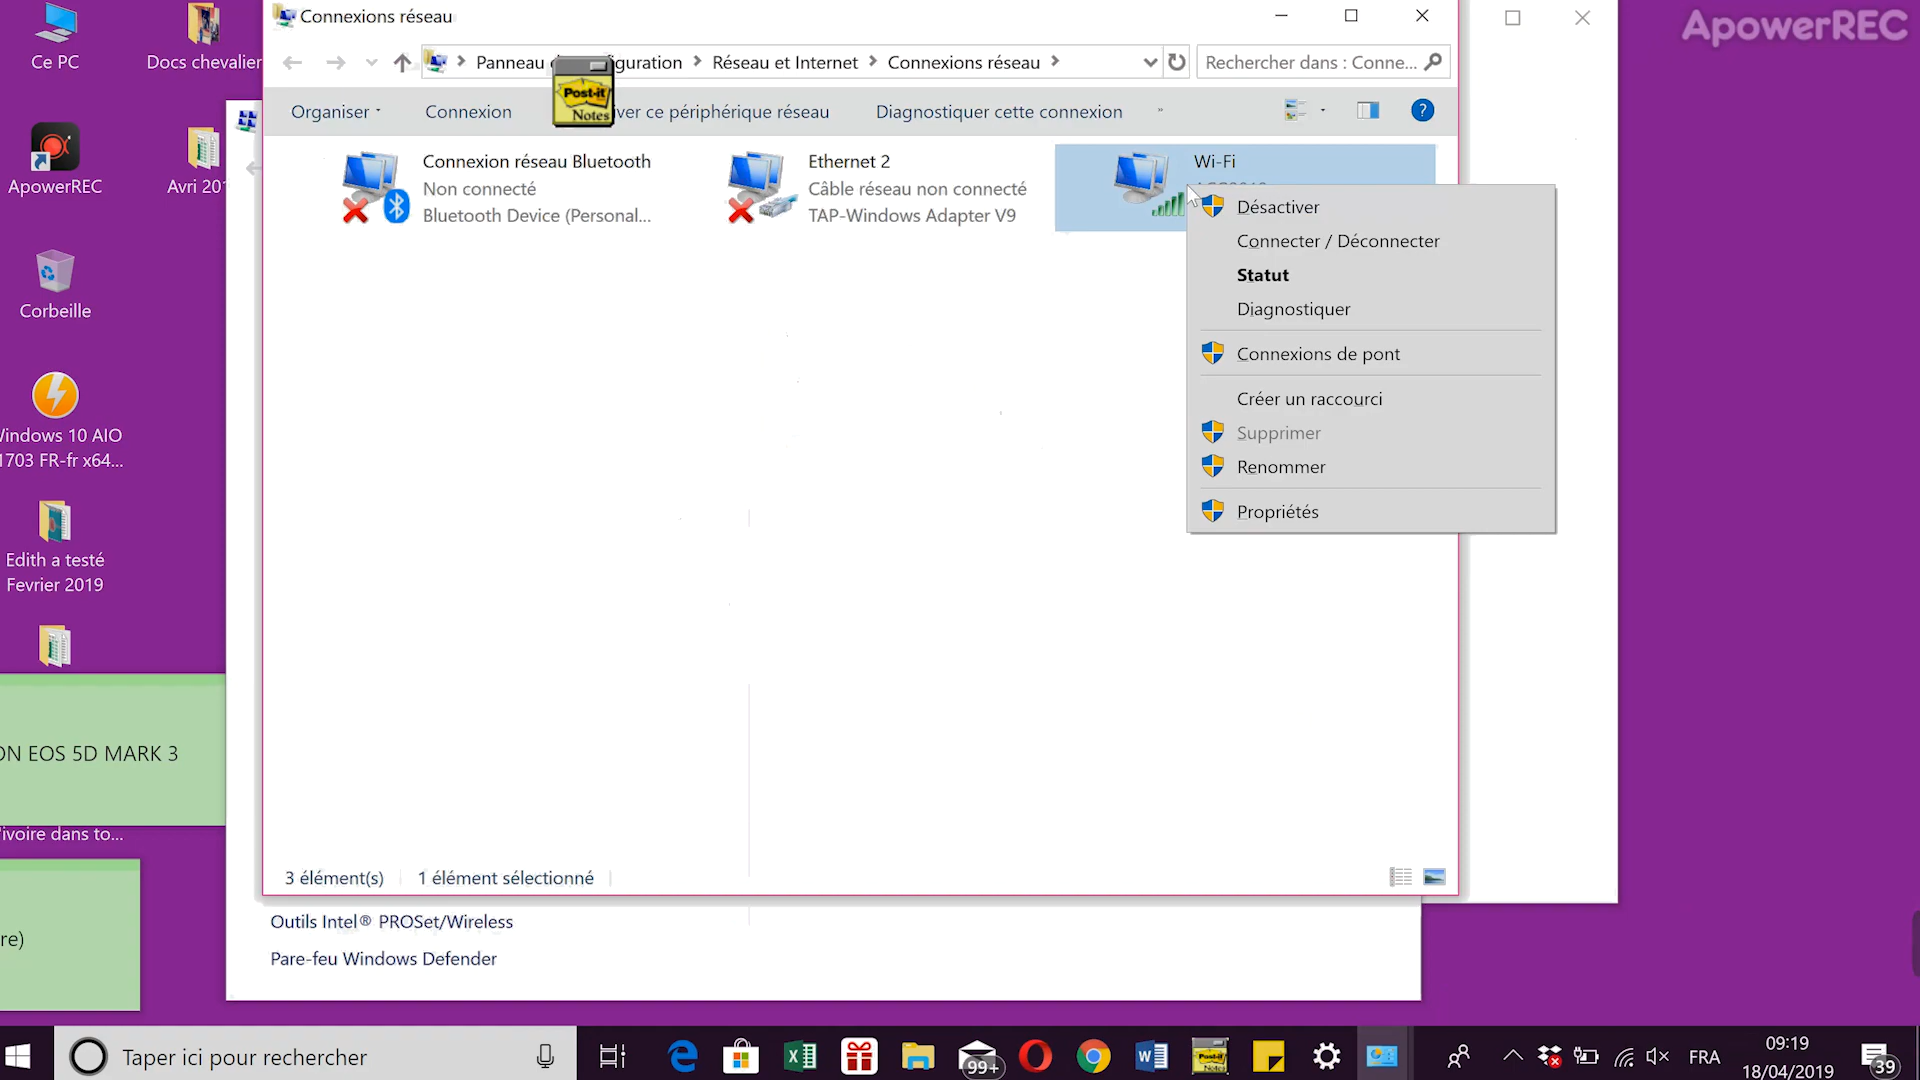 Connexions réseau
ApowerREC
Ce PC
Docs chevalier
Réseau et Internet
Connexions réseau
Panneau
guration
Rechercher dans : Conne...
Organiser
Connexion
Post-it
Notes
ver ce périphérique réseau
Diagnostiquer cette connexion
»
?
ApowerREC
Avri 20
Connexion réseau Bluetooth
Non connecté
Bluetooth Device (Personal...
Ethernet 2
Câble réseau non connecté
TAP-Windows Adapter V9
Wi-Fi
Désactiver
Connecter / Déconnecter
Statut
Diagnostiquer
Connexions de pont
Créer un raccourci
Supprimer
Renommer
Propriétés
Corbeille
Windows 10 AIO
1703 FR-fr x64...
Edith a testé
Fevrier 2019
ON EOS 5D MARK 3
'ivoire dans to...
re)
3 élément(s)
1 élément sélectionné
Outils Intel® PROSet/Wireless
Pare-feu Windows Defender
Taper ici pour rechercher
99+
Post-it
Notes
FRA
09:19
18/04/2019
39